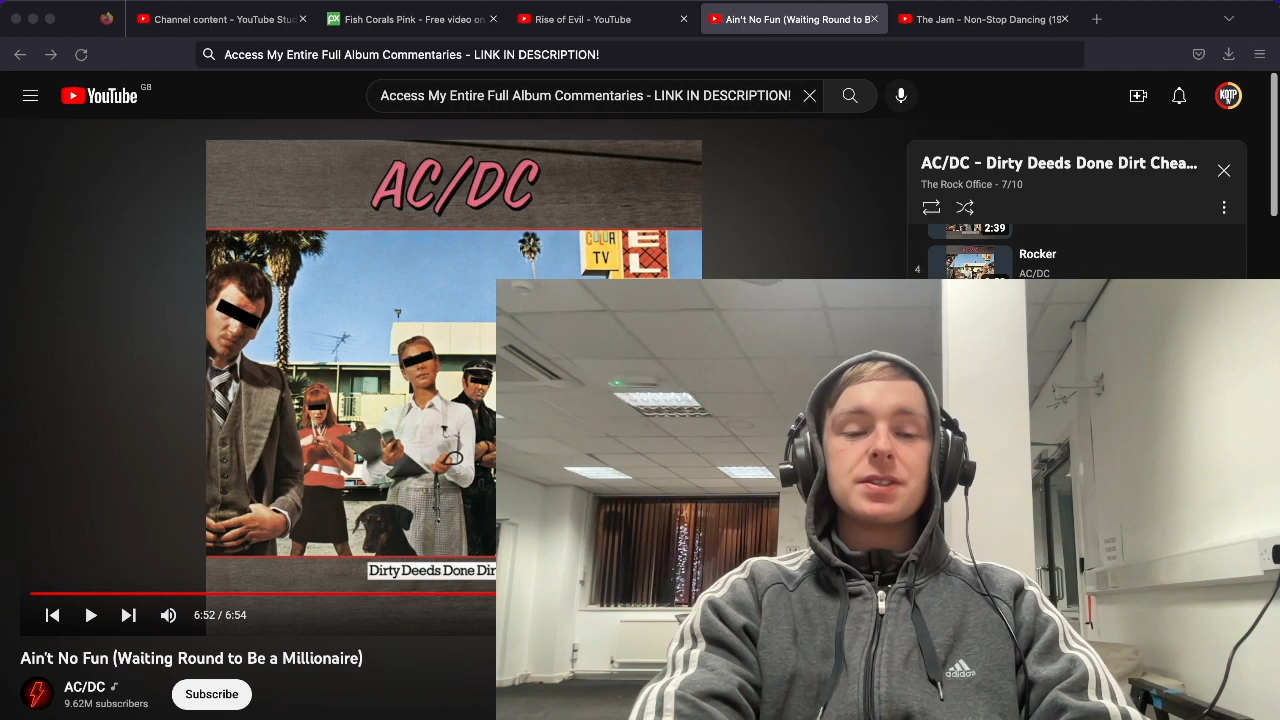 Channel content - YouTube Stud
Fish Corals Pink - Free video on
Rise of Evil - YouTube
Ain't No Fun (Waiting Round to B
The Jam - Non-Stop Dancing (19
Access My Entire Full Album Commentaries - LINK IN DESCRIPTION!
YouTube GB
Access My Entire Full Album Commentaries - LINK IN DESCRIPTION!
KOTP
AC/DC
COLOR
TV
EL
Dirty Deeds Done Dir
AC/DC - Dirty Deeds Done Dirt Chea...
The Rock Office - 7/10
2:39
4
Rocker
AC/DC
6:52 / 6:54
Ain't No Fun (Waiting Round to Be a Millionaire)
AC/DC
9.62M subscribers
Subscribe
adidas